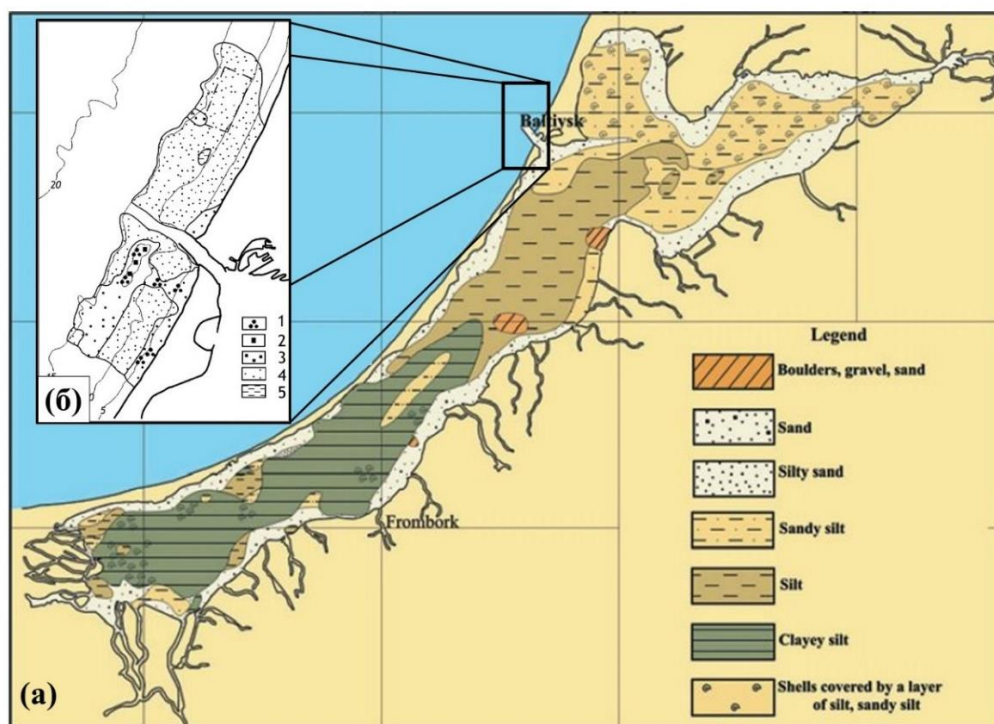 20
1
2
3
4
5
15
5
(б)
Baltiysk
Frombork
Legend
Boulders, gravel, sand
Sand
Silty sand
Sandy silt
Silt
Clayey silt
Shells covered by a layer
of silt, sandy silt
(a)